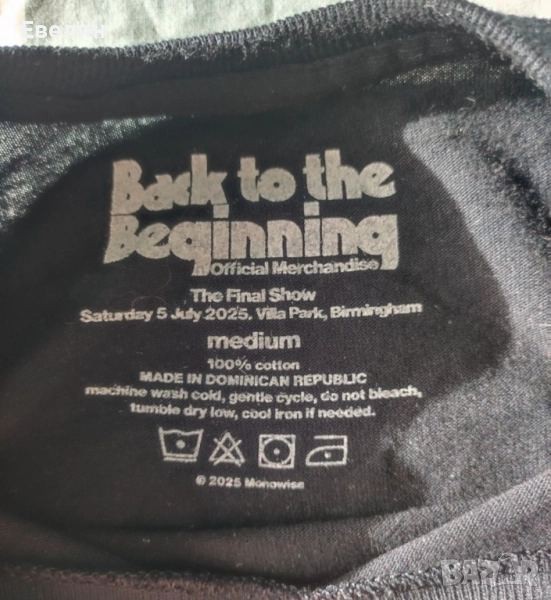 Евелин
Back to the
Beginning
Official Merchandise
The Final Show
Saturday 5 July 2025. Villa Park, Birmingham
medium
100% cotton
MADE IN DOMINICAN REPUBLIC
machine wash cold, gentle cycle, do not bleach,
tumble dry low, cool iron if needed.
© 2025 Monowise